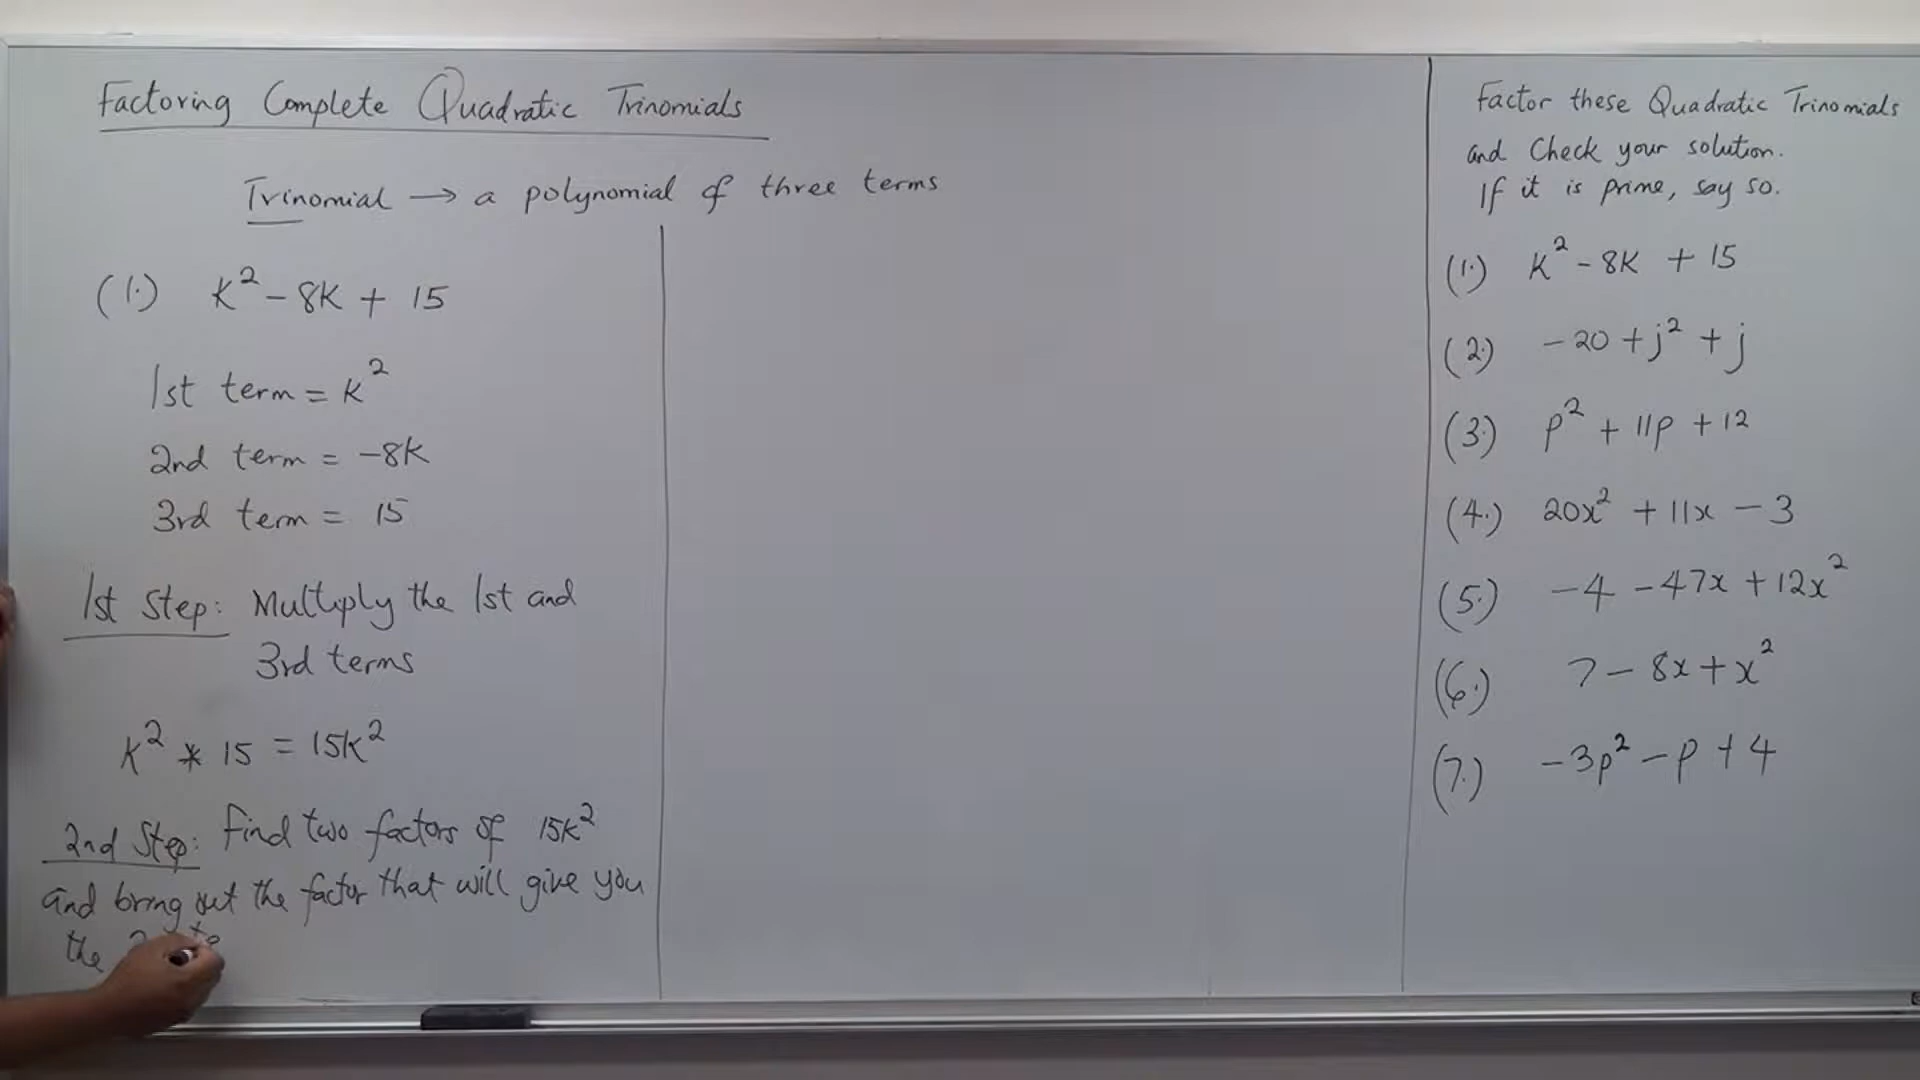 Factoring Complete Quadratic Trinomials
Trinomial → a polynomial of three terms
(1.) K² - 8K + 15
1st term = K²
2nd term = -8K
3rd term = 15
1st Step: Multiply the 1st and
3rd terms
K² * 15 = 15K²
2nd Step: Find two factors of 15K²
and bring out the factor that will give you
the
Factor these Quadratic Trinomials
and Check your solution.
If it is prime, say so.
(1.) K² - 8K + 15
(2.) -20 + j² + j
(3.) p² + 11p + 12
(4.) 20x² + 11x - 3
(5.) -4 - 47x + 12x²
(6.) 7 - 8x + x²
(7.) -3p² - p + 4